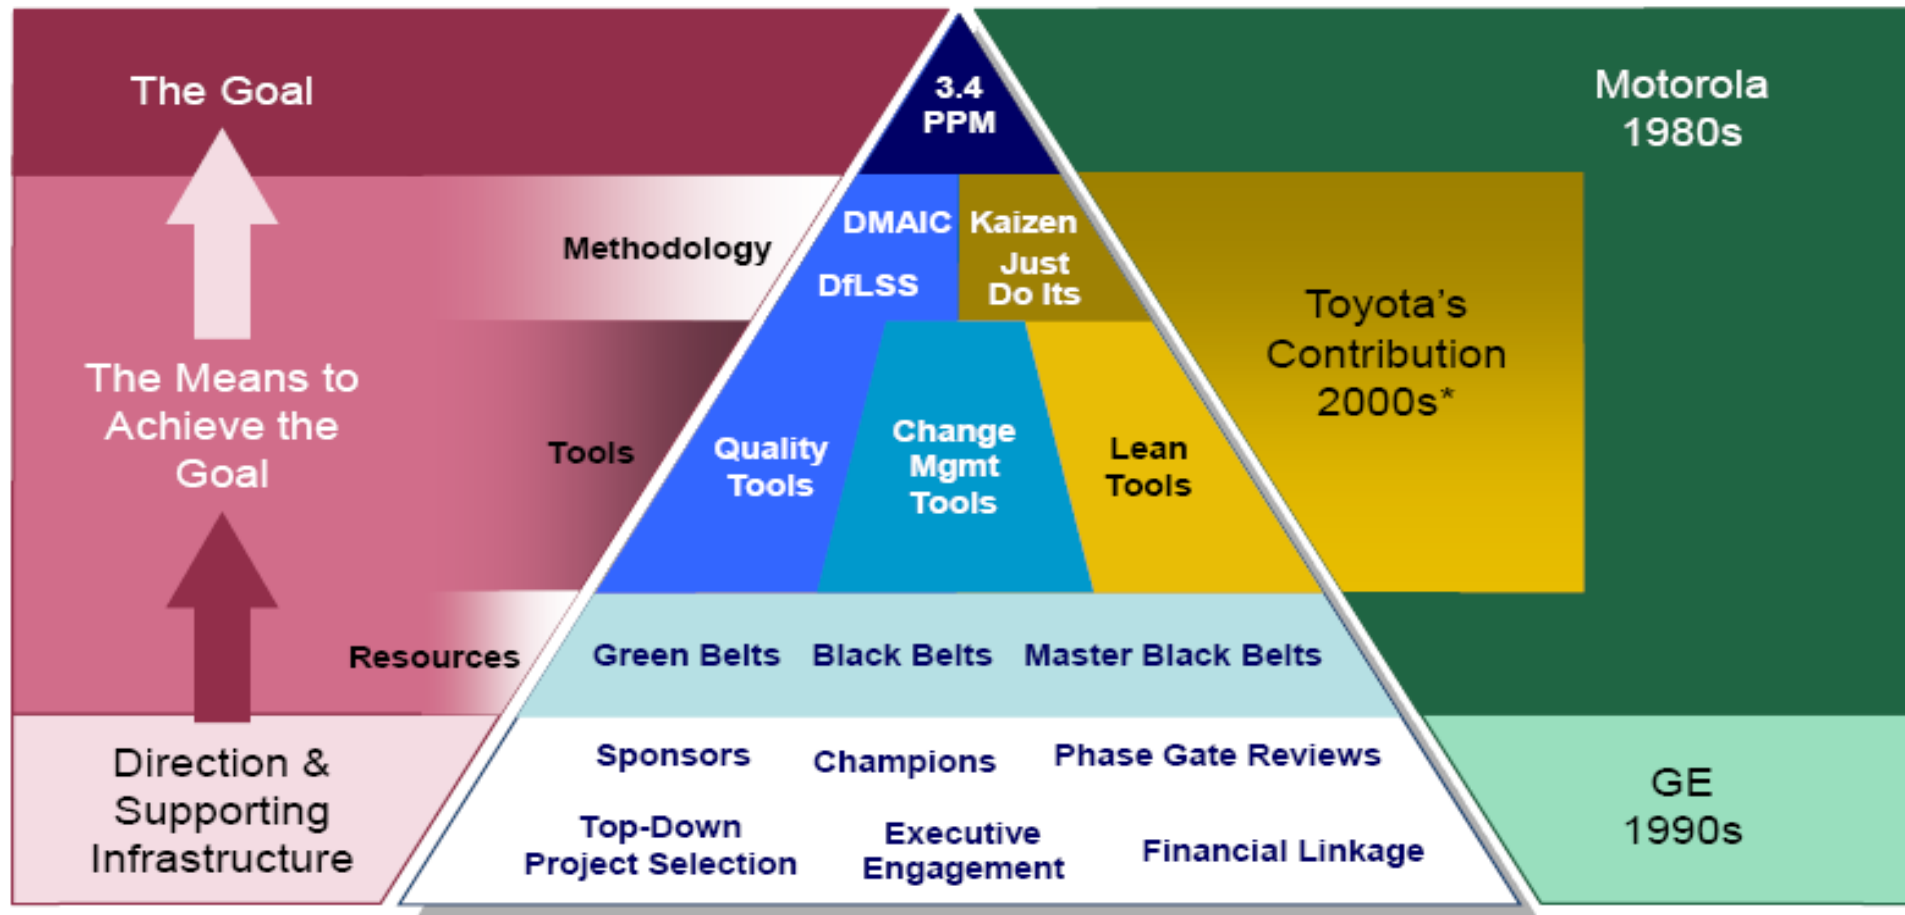 The Goal
3.4
PPM
Motorola
1980s
Methodology
DMAIC
DfLSS
Kaizen
Just
Do Its
Toyota's
Contribution
2000s*
The Means to
Achieve the
Goal
Tools
Quality
Tools
Change
Mgmt
Tools
Lean
Tools
Resources
Green Belts
Black Belts
Master Black Belts
Direction &
Supporting
Infrastructure
Sponsors
Champions
Phase Gate Reviews
Top-Down
Project Selection
Executive
Engagement
Financial Linkage
GE
1990s